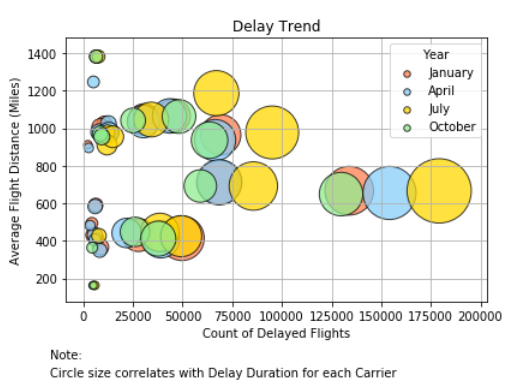 Delay Trend
1400
1200
1000
800
600
400
200
Average Flight Distance (Miles)
Year
January
April
July
October
0 25000 50000 75000 100000 125000 150000 175000 200000
Count of Delayed Flights
Note:
Circle size correlates with Delay Duration for each Carrier